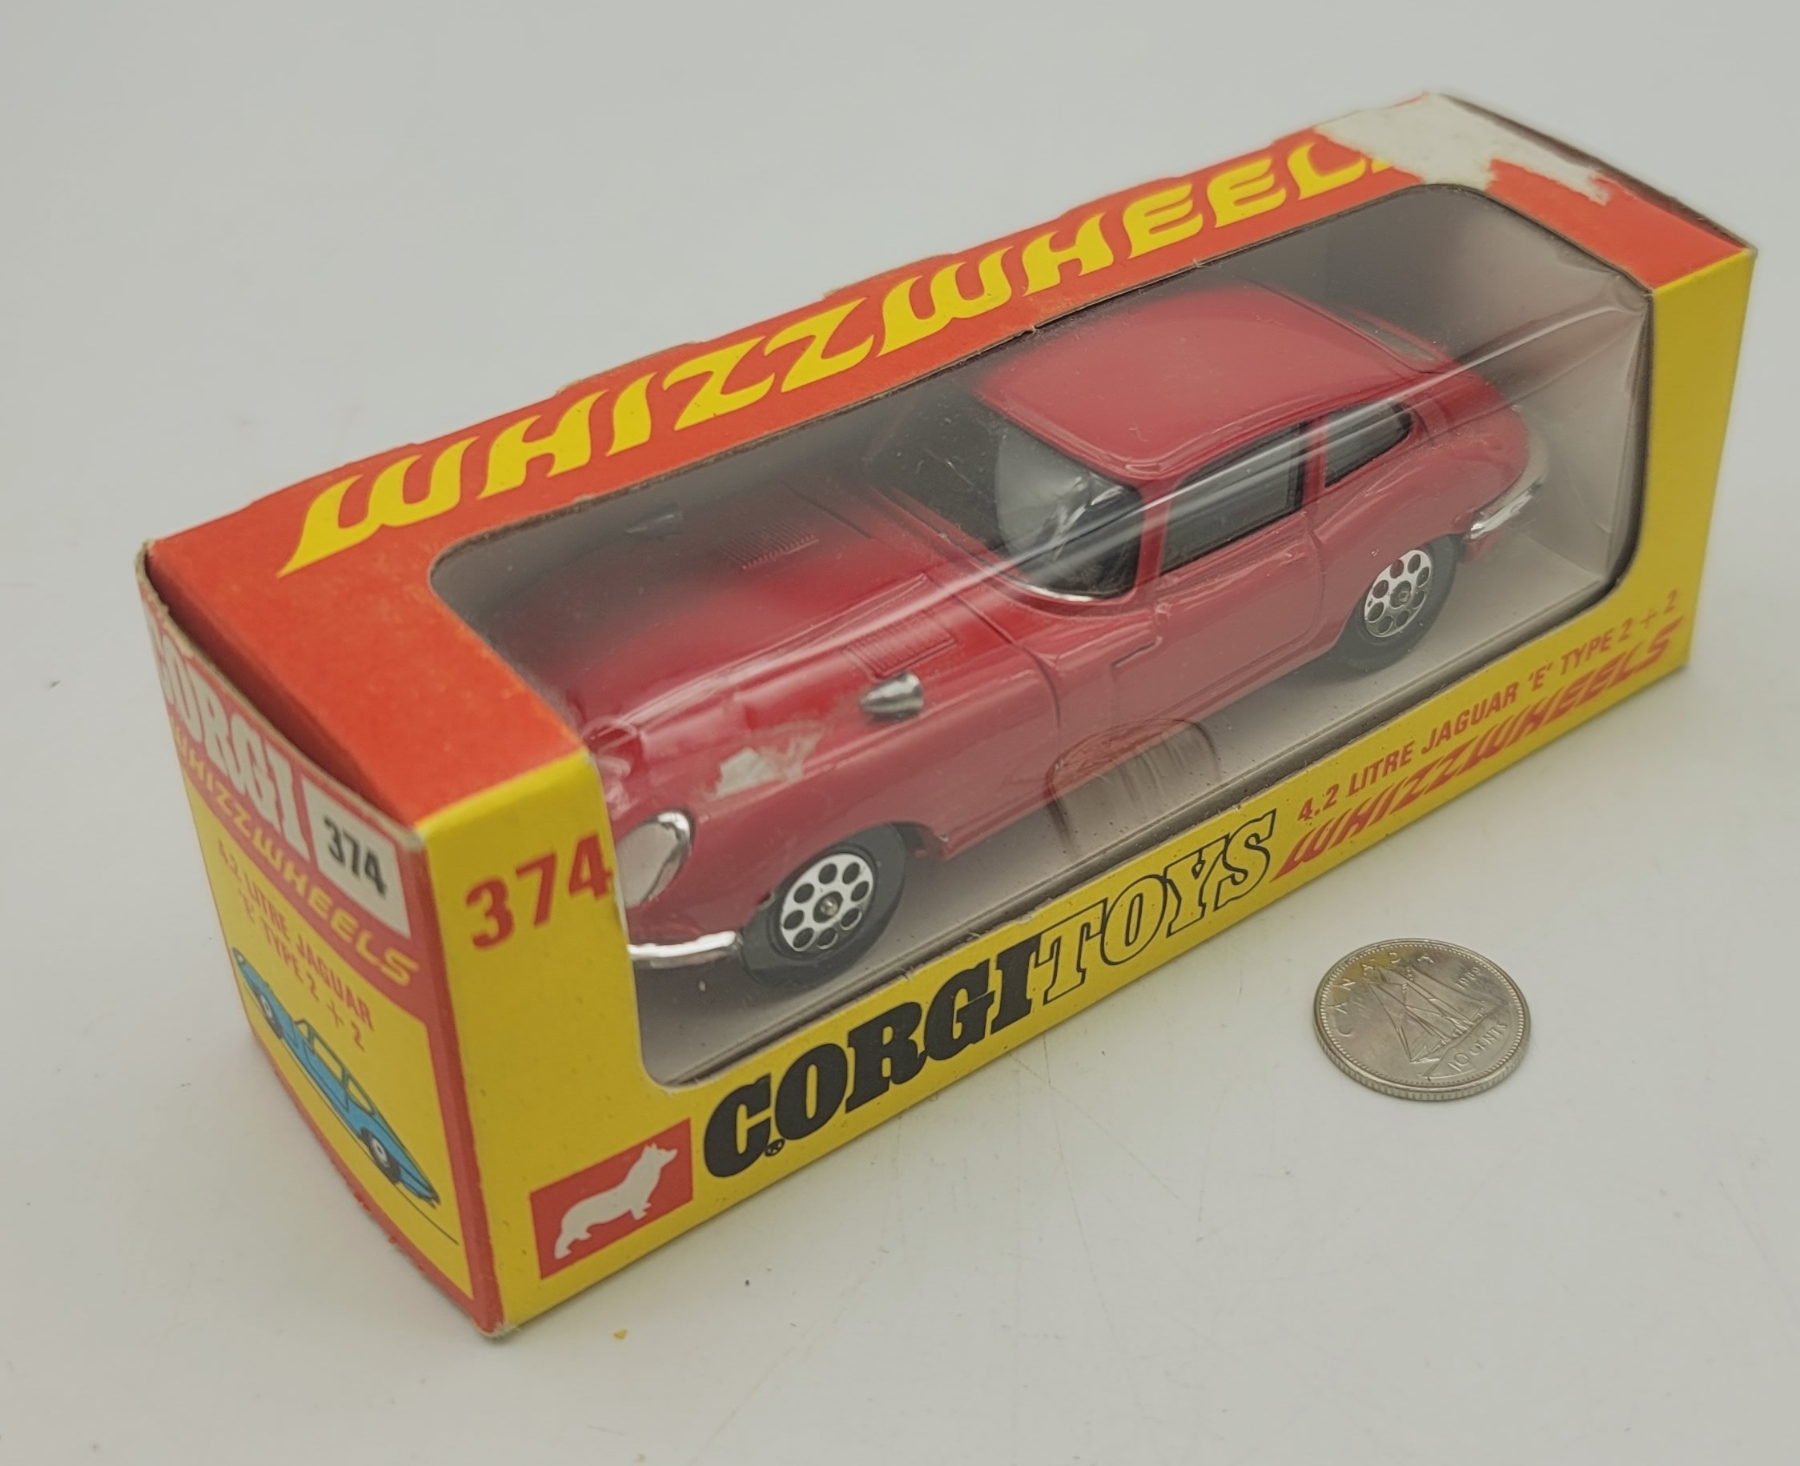 WHIZZWHEEL
CORGI
374
WHIZZWHEELS
4.2 LITRE JAGUAR
'E' TYPE 2 + 2
374
CORGI TOYS
4.2 LITRE JAGUAR 'E' TYPE 2 + 2
WHIZZWHEELS
CANADA
10 CENTS